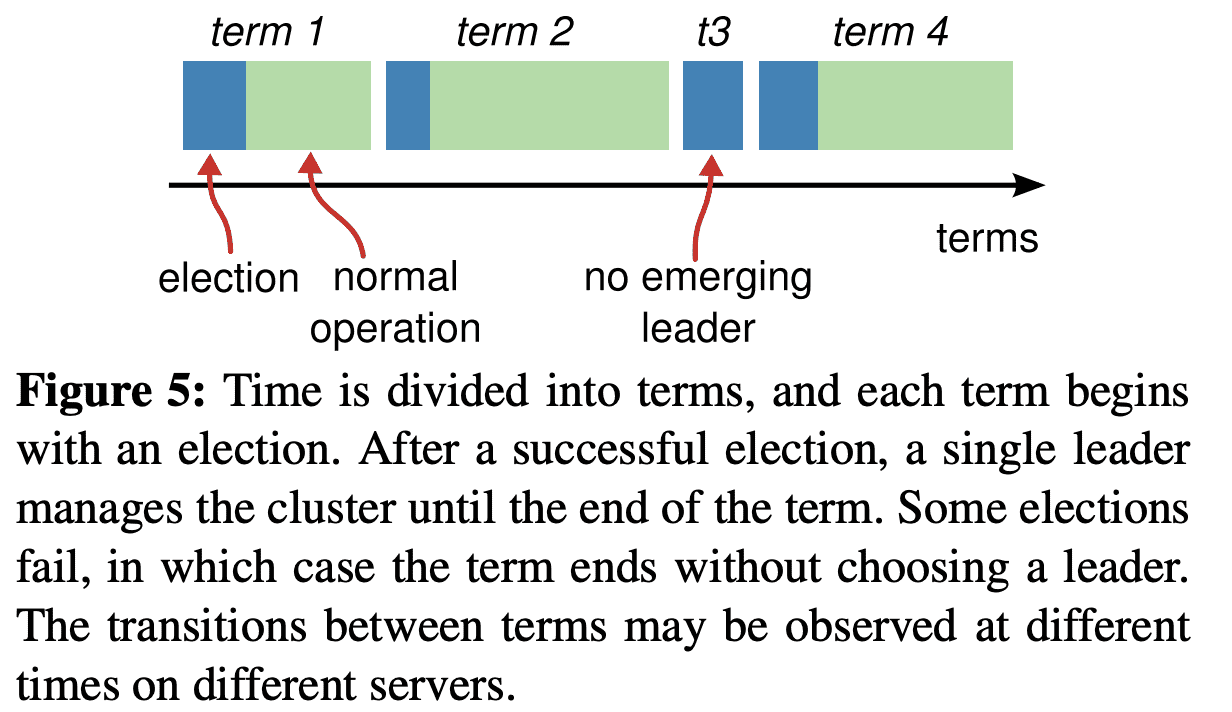 term 1 term 2 t3 term 4
terms
election normal operation no emerging leader
Figure 5: Time is divided into terms, and each term begins
with an election. After a successful election, a single leader
manages the cluster until the end of the term. Some elections
fail, in which case the term ends without choosing a leader.
The transitions between terms may be observed at different
times on different servers.